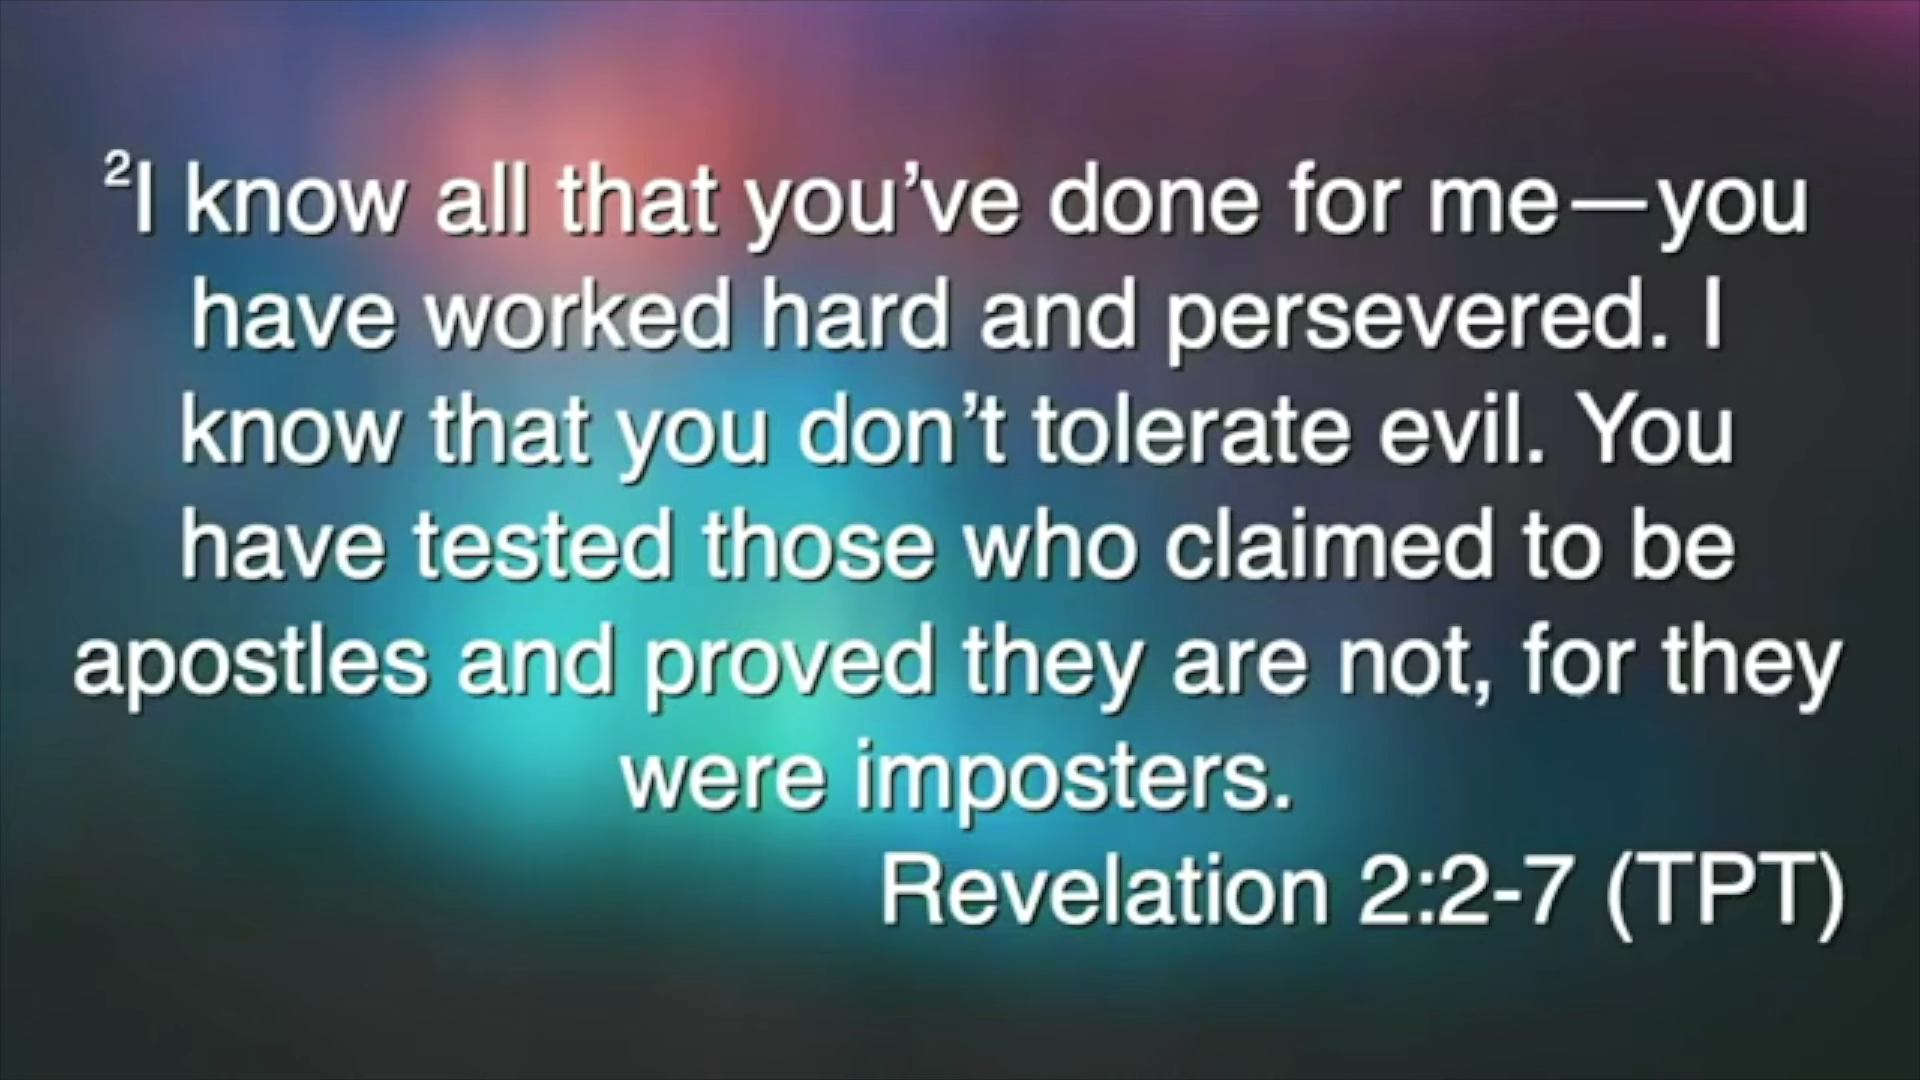 ²I know all that you’ve done for me—you
have worked hard and persevered. I
know that you don’t tolerate evil. You
have tested those who claimed to be
apostles and proved they are not, for they
were imposters.
Revelation 2:2-7 (TPT)